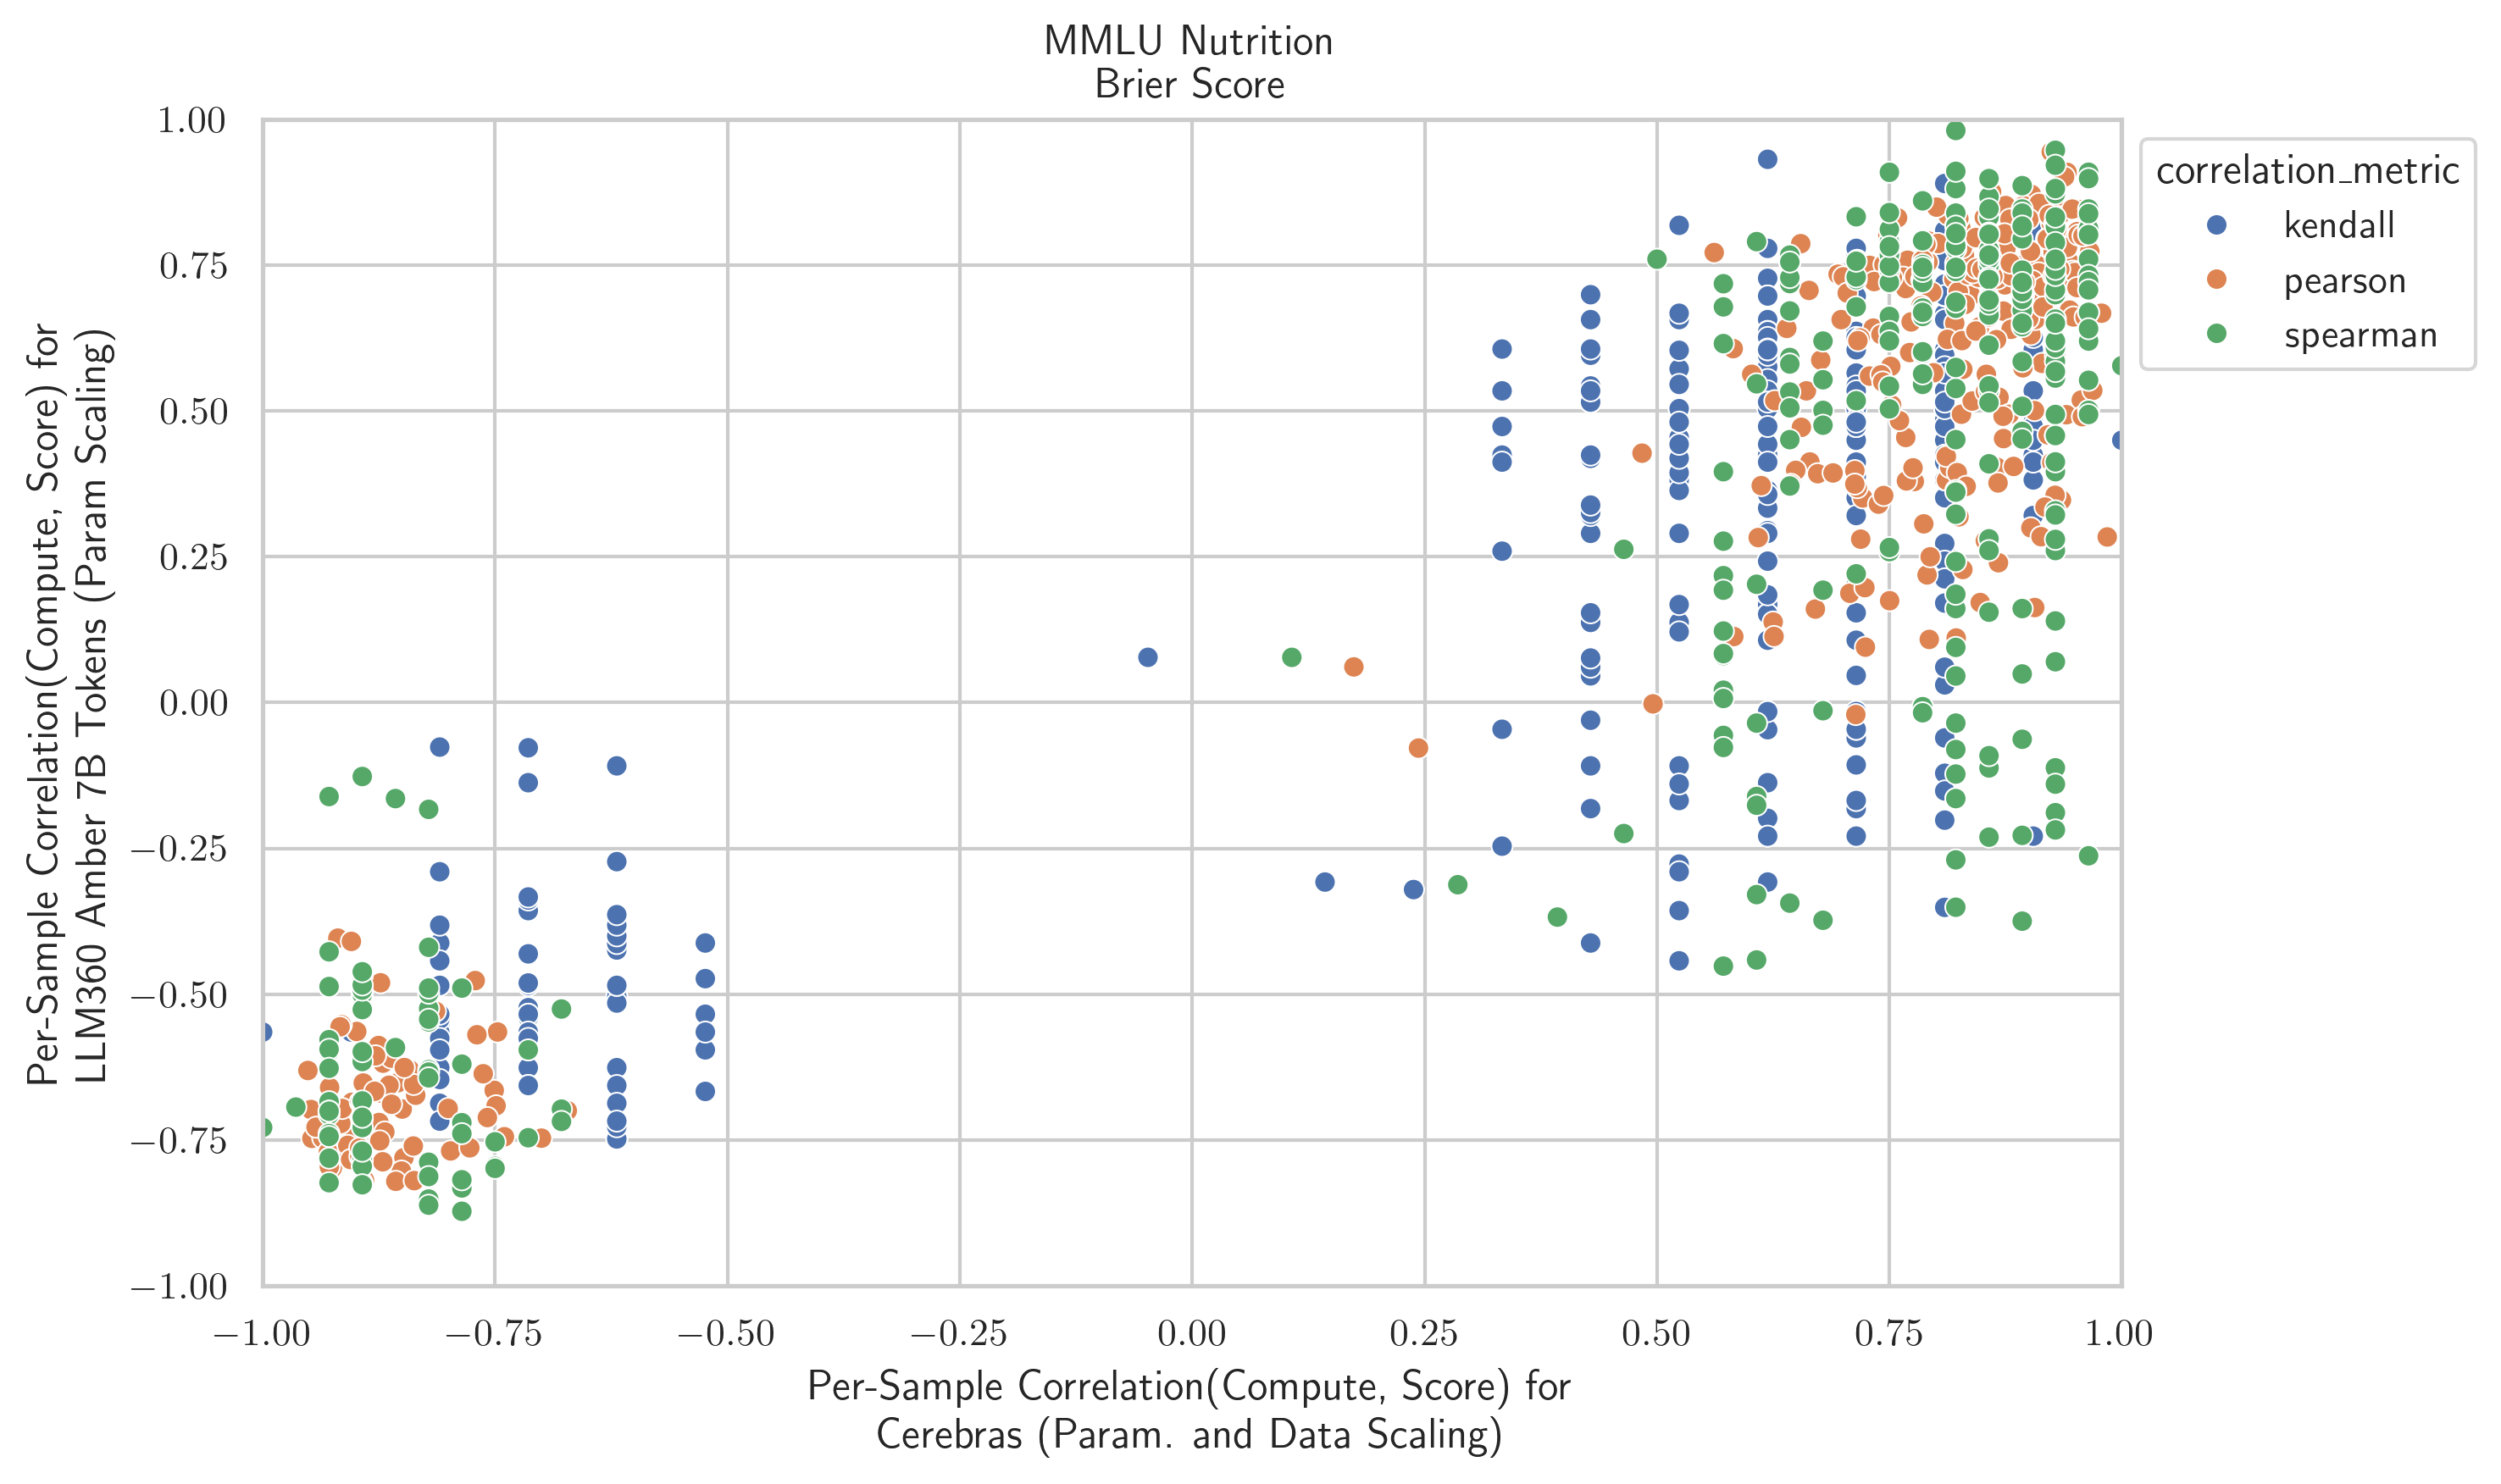 MMLU Nutrition
Brier Score
Per-Sample Correlation(Compute, Score) for
LLM360 Amber 7B Tokens (Param Scaling)
1.00
0.75
0.50
0.25
0.00
−0.25
−0.50
−0.75
−1.00
−1.00 −0.75 −0.50 −0.25 0.00 0.25 0.50 0.75 1.00
Per-Sample Correlation(Compute, Score) for
Cerebras (Param. and Data Scaling)
correlation_metric
kendall
pearson
spearman